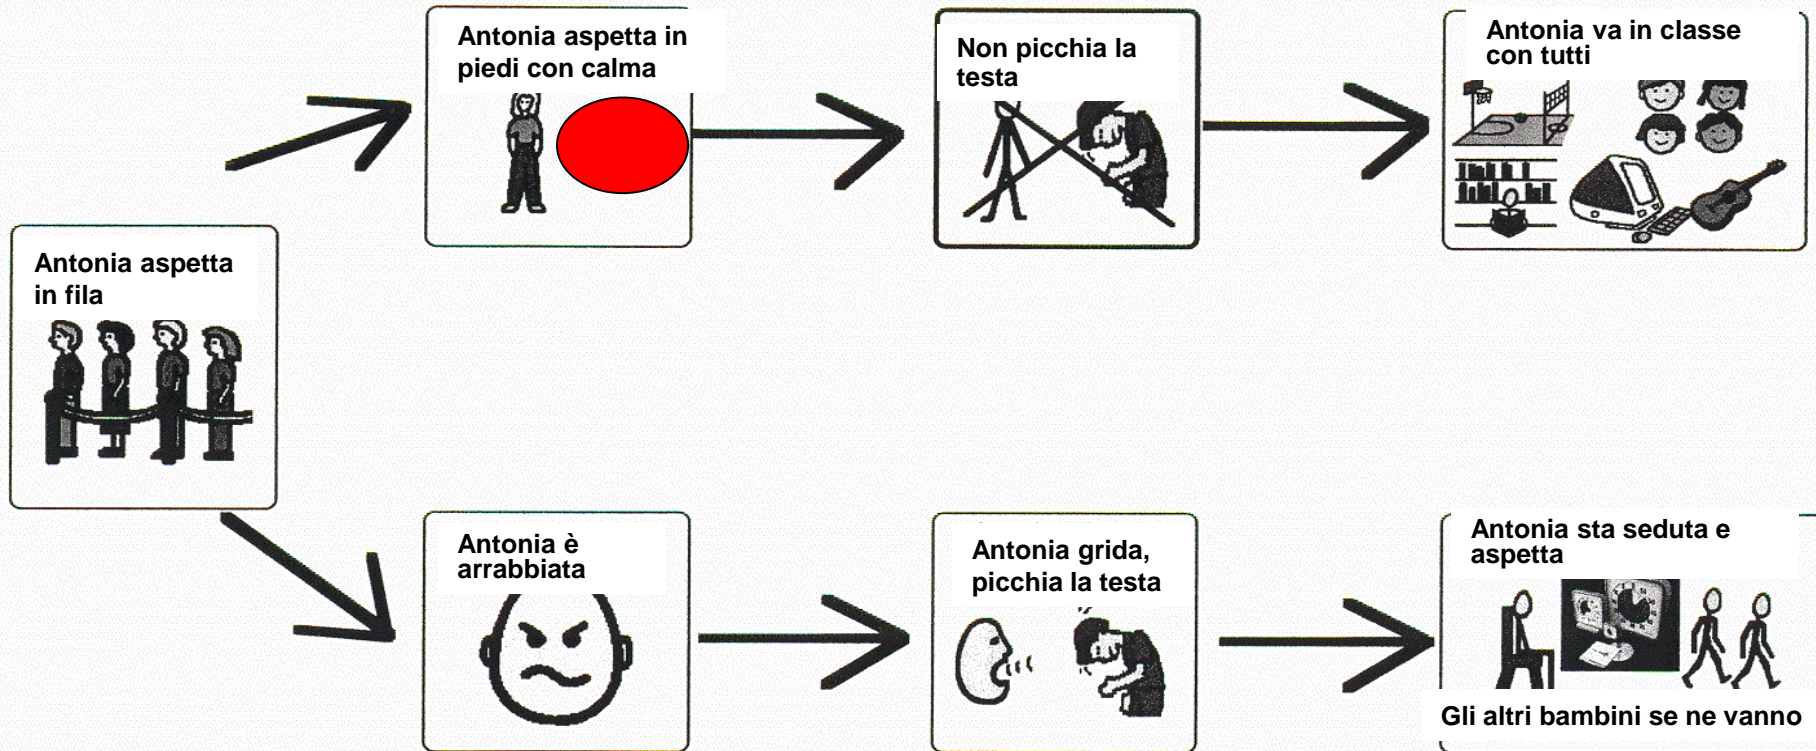 Antonia aspetta in
piedi con calma
Non picchia la
testa
Antonia va in classe
con tutti
Antonia aspetta
in fila
Antonia è
arrabbiata
Antonia grida,
picchia la testa
Antonia sta seduta e
aspetta
Gli altri bambini se ne vanno